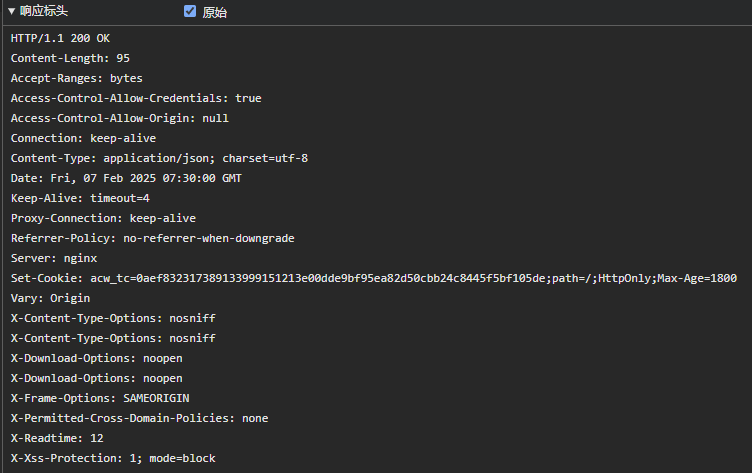 响应标头 原始
HTTP/1.1 200 OK
Content-Length: 95
Accept-Ranges: bytes
Access-Control-Allow-Credentials: true
Access-Control-Allow-Origin: null
Connection: keep-alive
Content-Type: application/json; charset=utf-8
Date: Fri, 07 Feb 2025 07:30:00 GMT
Keep-Alive: timeout=4
Proxy-Connection: keep-alive
Referrer-Policy: no-referrer-when-downgrade
Server: nginx
Set-Cookie: acw_tc=0aef832317389133999151213e00dde9bf95ea82d50cbb24c8445f5bf105de;path=/;HttpOnly;Max-Age=1800
Vary: Origin
X-Content-Type-Options: nosniff
X-Content-Type-Options: nosniff
X-Download-Options: noopen
X-Download-Options: noopen
X-Frame-Options: SAMEORIGIN
X-Permitted-Cross-Domain-Policies: none
X-Readtime: 12
X-Xss-Protection: 1; mode=block